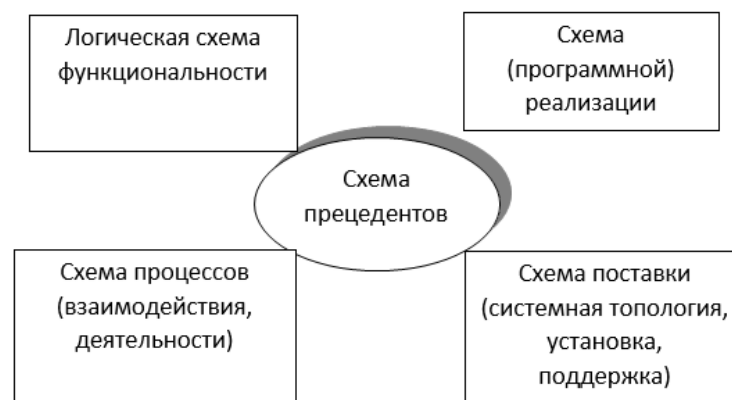 Логическая схема
функциональности
Схема
(программной)
реализации
Схема
прецедентов
Схема процессов
(взаимодействия,
деятельности)
Схема поставки
(системная топология,
установка,
поддержка)